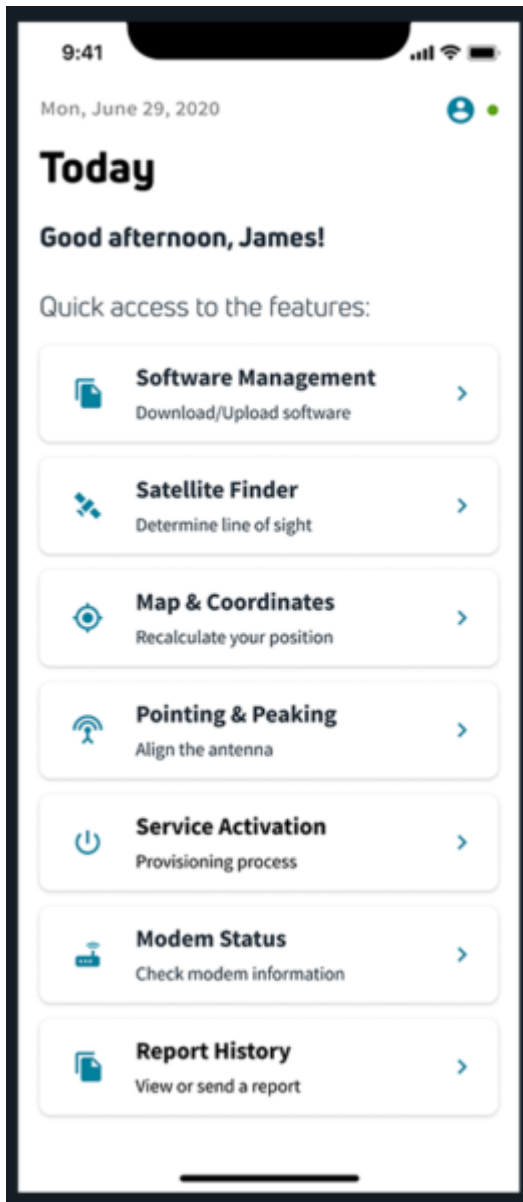 9:41
Mon, June 29, 2020
Today
Good afternoon, James!
Quick access to the features:
Software Management
Download/Upload software
Satellite Finder
Determine line of sight
Map & Coordinates
Recalculate your position
Pointing & Peaking
Align the antenna
Service Activation
Provisioning process
Modem Status
Check modem information
Report History
View or send a report